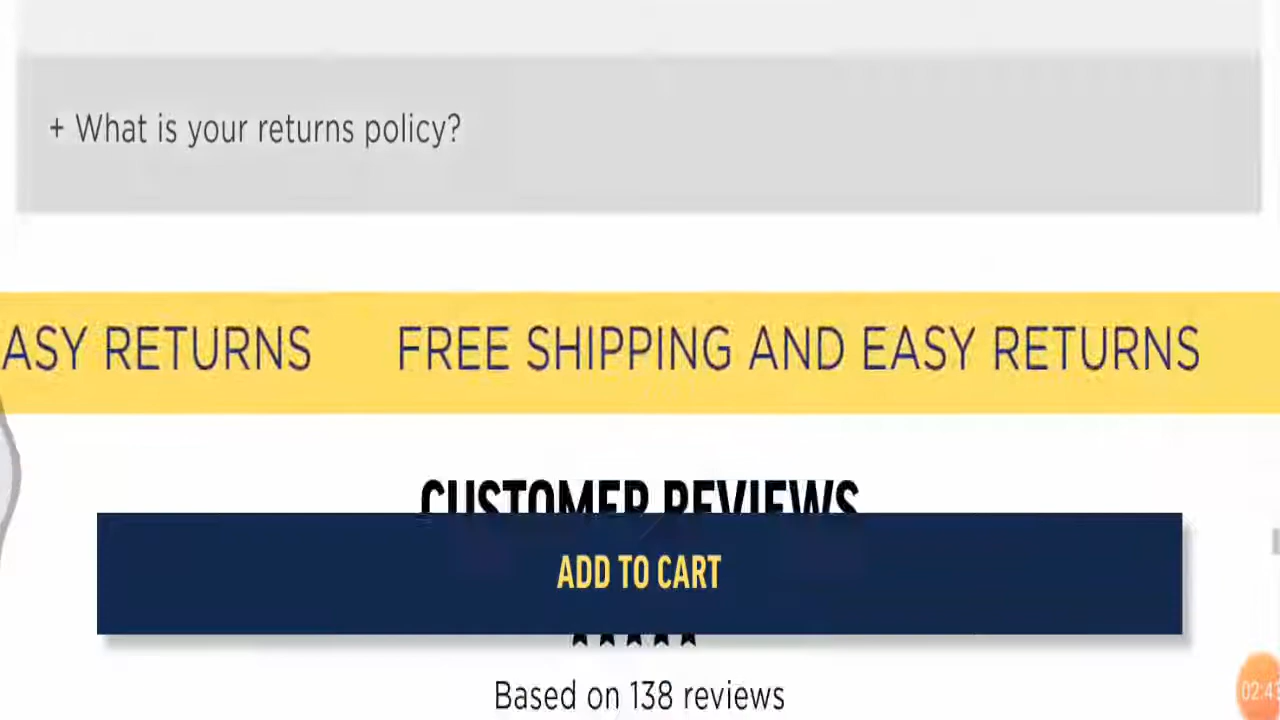 + What is your returns policy?
ASY RETURNS FREE SHIPPING AND EASY RETURNS
CUSTOMER REVIEWS
ADD TO CART
Based on 138 reviews